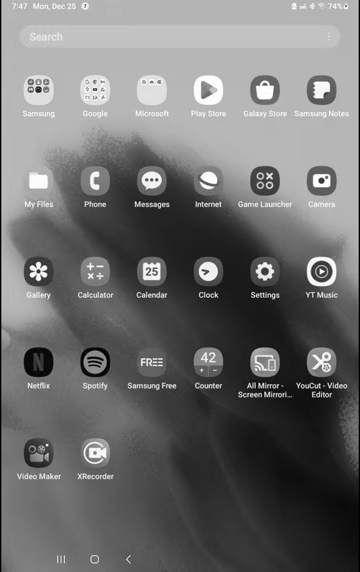 7:47 Mon, Dec 25
74%
Search
Samsung
Google
Microsoft
Play Store
Galaxy Store
Samsung Notes
My Files
Phone
Messages
Internet
Game Launcher
Camera
25
Gallery
Calculator
Calendar
Clock
Settings
YT Music
N
FREE
42
Netflix
Spotify
Samsung Free
Counter
All Mirror -
Screen Mirrori...
YouCut - Video
Editor
Video Maker
XRecorder